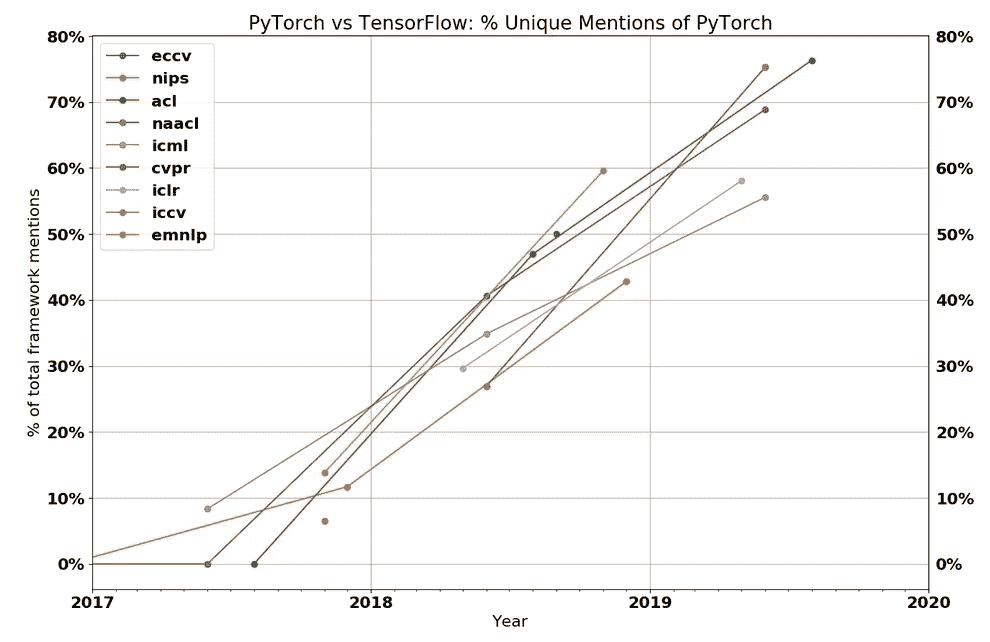 PyTorch vs TensorFlow: % Unique Mentions of PyTorch
80%
70%
60%
50%
40%
30%
20%
10%
0%
% of total framework mentions
eccv
nips
acl
naacl
icml
cvpr
iclr
iccv
emnlp
80%
70%
60%
50%
40%
30%
20%
10%
0%
2017
2018
2019
2020
Year